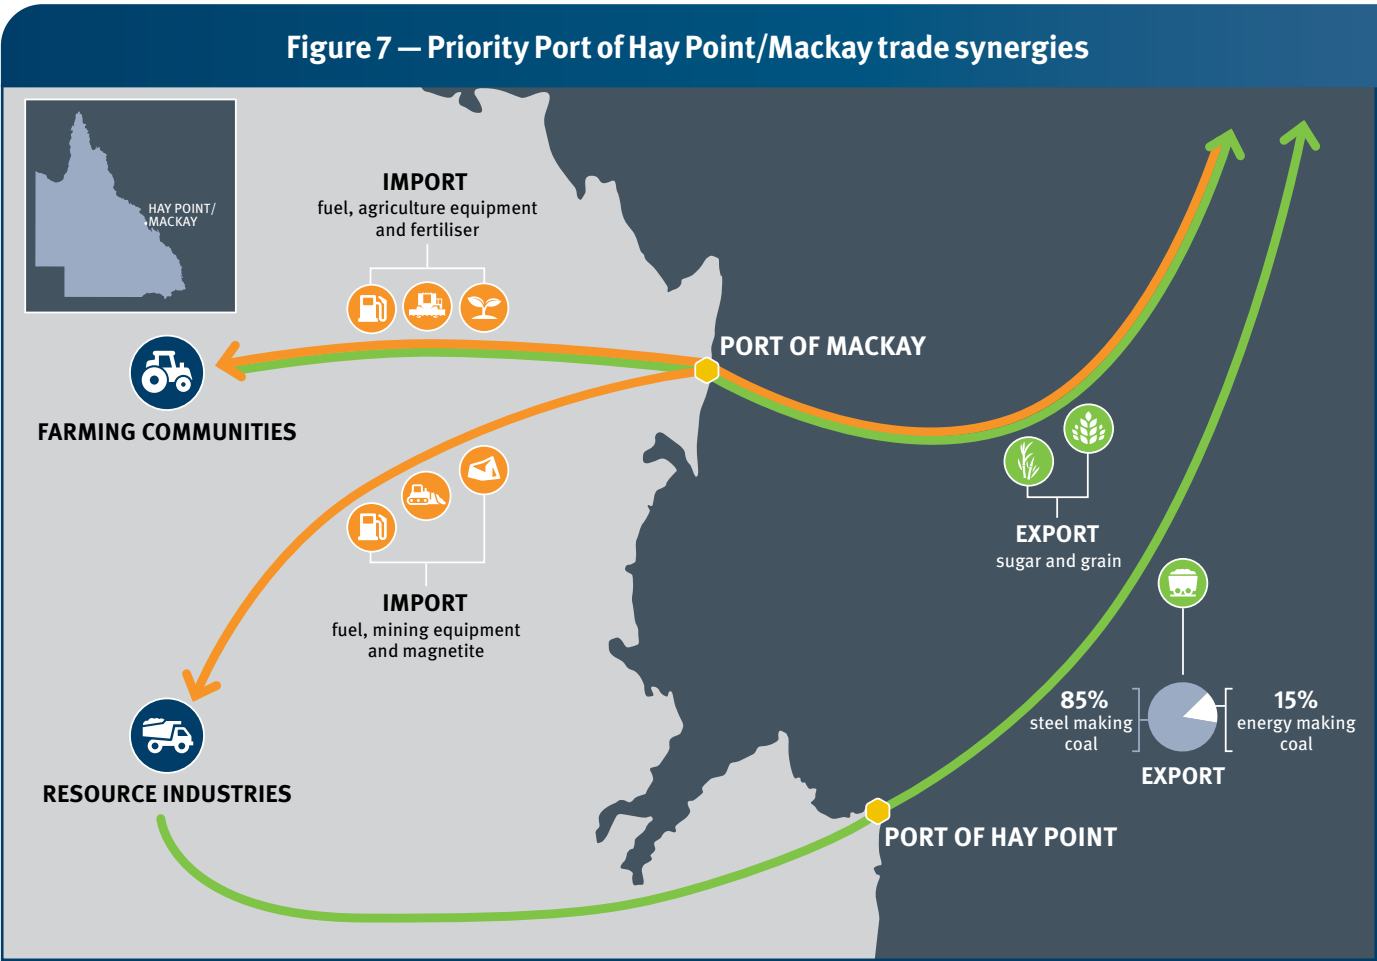 Figure 7 — Priority Port of Hay Point/Mackay trade synergies
HAY POINT/
MACKAY
IMPORT
fuel, agriculture equipment
and fertiliser
PORT OF MACKAY
FARMING COMMUNITIES
EXPORT
sugar and grain
IMPORT
fuel, mining equipment
and magnetite
85%
steel making
coal
15%
energy making
coal
EXPORT
RESOURCE INDUSTRIES
PORT OF HAY POINT